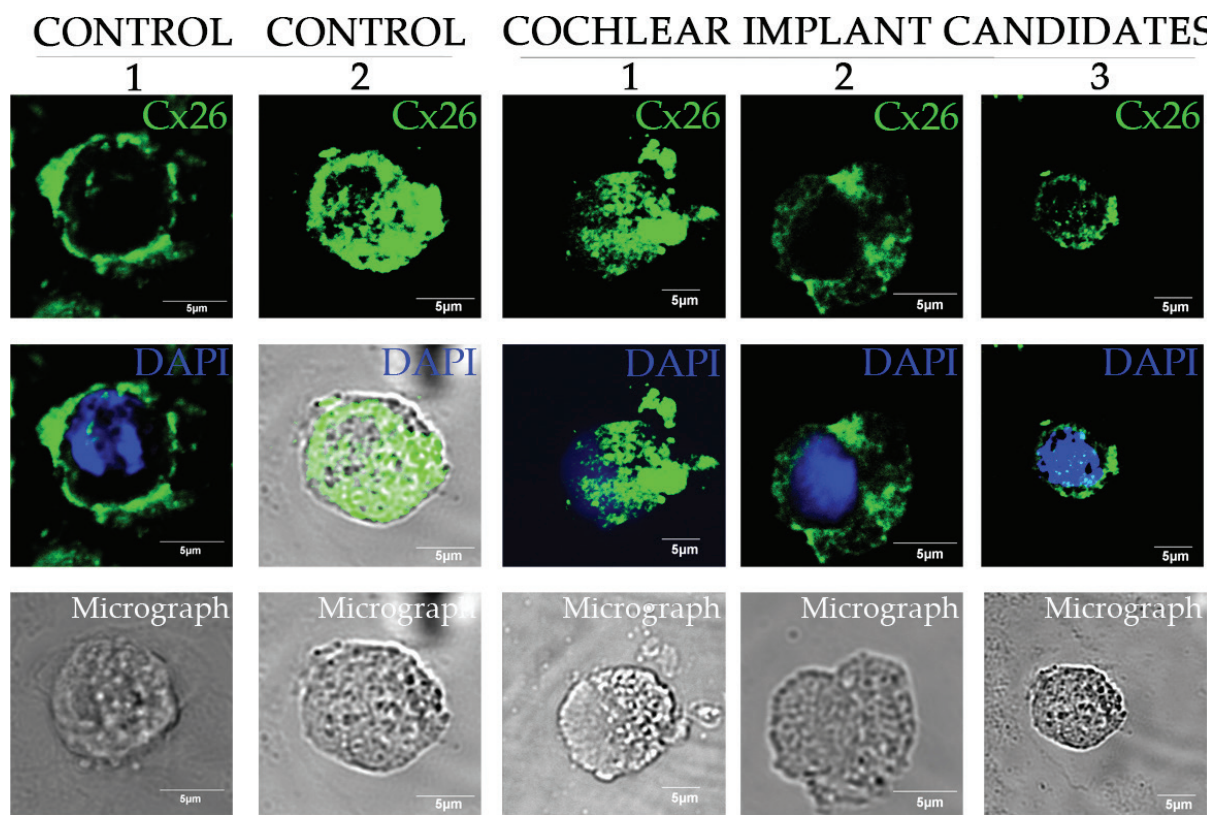 CONTROL CONTROL COCHLEAR IMPLANT CANDIDATES
1 2 1 2 3
Cx26 Cx26 Cx26 Cx26 Cx26
5µm 5µm 5µm 5µm 5µm
DAPI DAPI DAPI DAPI DAPI
5µm 5µm 5µm 5µm 5µm
Micrograph Micrograph Micrograph Micrograph Micrograph
5µm 5µm 5µm 5µm 5µm